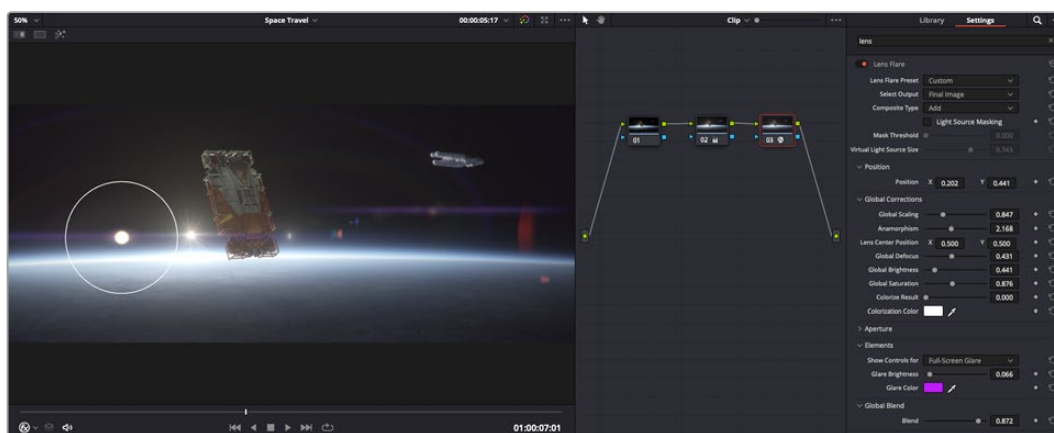 50%
Space Travel
00:00:05:17
Clip
Library
Settings
lens
Lens Flare
Lens Flare Preset Custom
Select Output Final Image
Composite Type Add
Light Source Masking
Mask Threshold 0.000
Virtual Light Source Size 0.743
Position
Position X 0.202 Y 0.441
Global Corrections
Global Scaling 0.847
Anamorphism 2.168
Lens Center Position X 0.500 Y 0.500
Global Defocus 0.431
Global Brightness 0.441
Global Saturation 0.876
Colorize Result 0.000
Colorization Color
Aperture
Elements
Show Controls for Full-Screen Glare
Glare Brightness 0.066
Glare Color
Global Blend
Blend 0.872
01
02
03
01:00:07:01